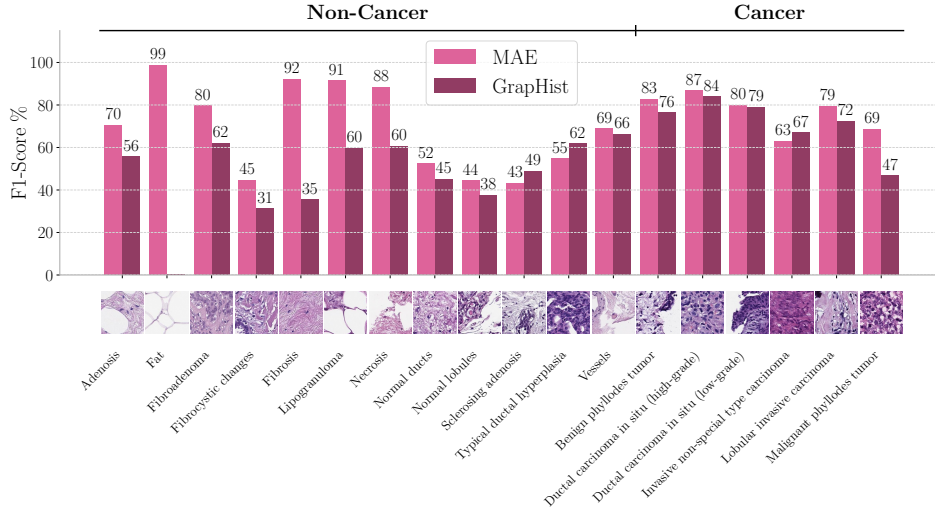 Non-Cancer
Cancer
MAE
GrapHist
F1-Score %
100
80
60
40
20
0
70
56
99
80
62
45
31
92
35
91
60
88
60
52
45
44
38
43
49
55
62
69
66
83
76
87
84
80
79
63
67
79
72
69
47
Adenosis
Fat
Fibroadenoma
Fibrocystic changes
Fibrosis
Lipogranuloma
Necrosis
Normal ducts
Normal lobules
Sclerosing adenosis
Typical ductal hyperplasia
Vessels
Benign phyllodes tumor
Ductal carcinoma in situ (high-grade)
Ductal carcinoma in situ (low-grade)
Invasive non-special type carcinoma
Lobular invasive carcinoma
Malignant phyllodes tumor